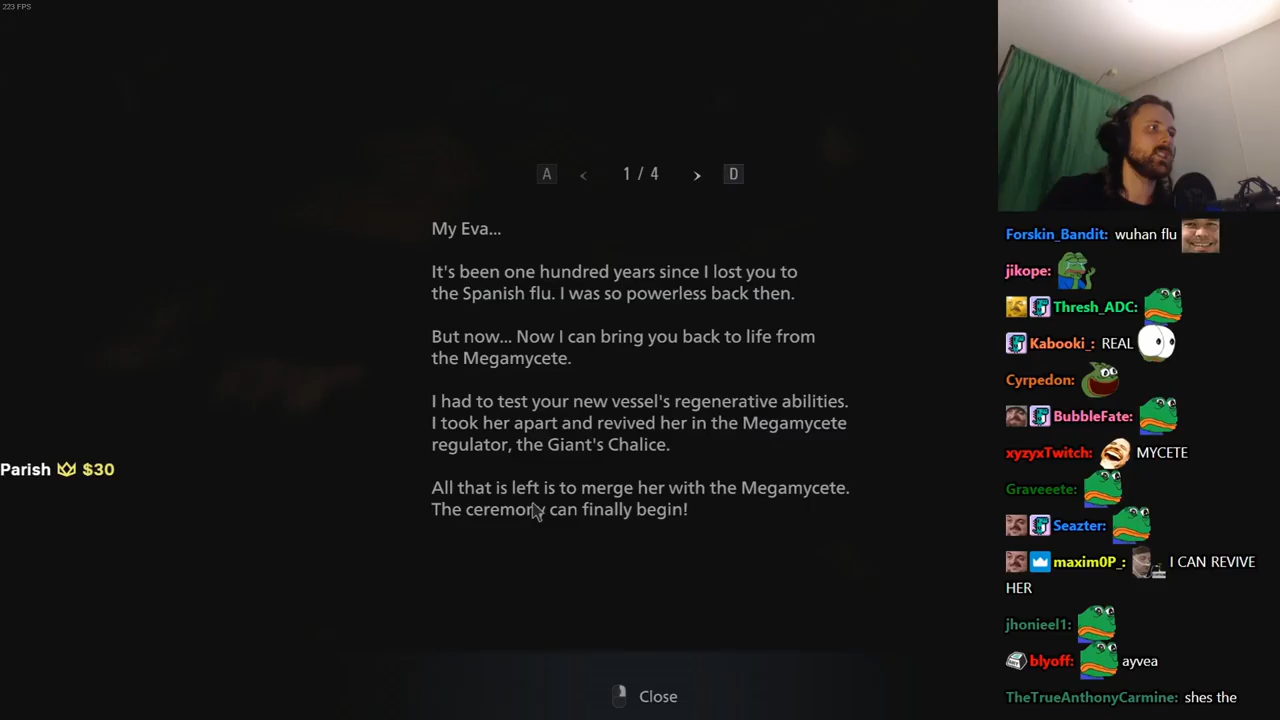 223 FPS
A < 1 / 4 > D
My Eva...
It's been one hundred years since I lost you to
the Spanish flu. I was so powerless back then.
But now... Now I can bring you back to life from
the Megamycete.
I had to test your new vessel's regenerative abilities.
I took her apart and revived her in the Megamycete
regulator, the Giant's Chalice.
All that is left is to merge her with the Megamycete.
The ceremony can finally begin!
Close
Parish $30
Forskin_Bandit: wuhan flu
jikope:
Thresh_ADC:
Kabooki_: REAL
Cyrpedon:
BubbleFate:
xyzyxTwitch: MYCETE
Graveeete:
Seazter:
maxim0P_: I CAN REVIVE
HER
jhonieel1:
blyoff: ayvea
TheTrueAnthonyCarmine: shes the